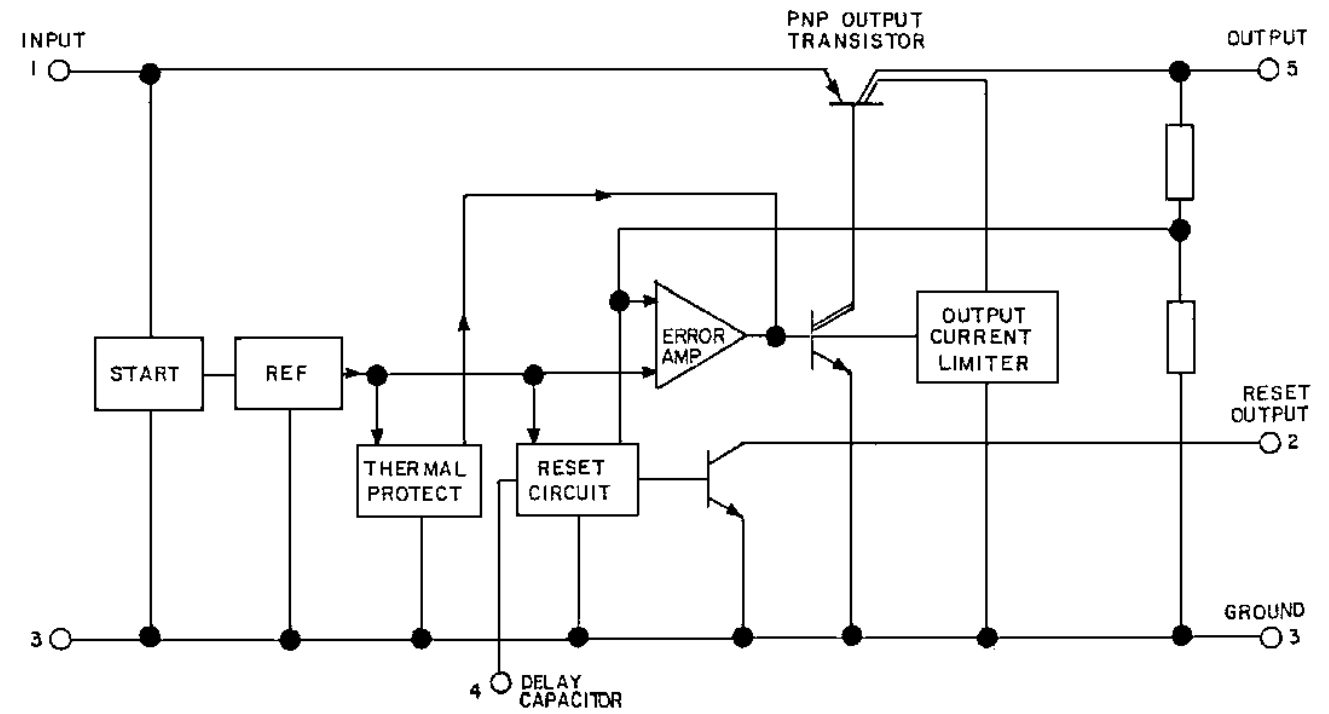 PNP OUTPUT
TRANSISTOR
INPUT
1
OUTPUT
5
START
REF
ERROR
AMP
OUTPUT
CURRENT
LIMITER
THERMAL
PROTECT
RESET
CIRCUIT
RESET
OUTPUT
2
3
GROUND
3
4
DELAY
CAPACITOR